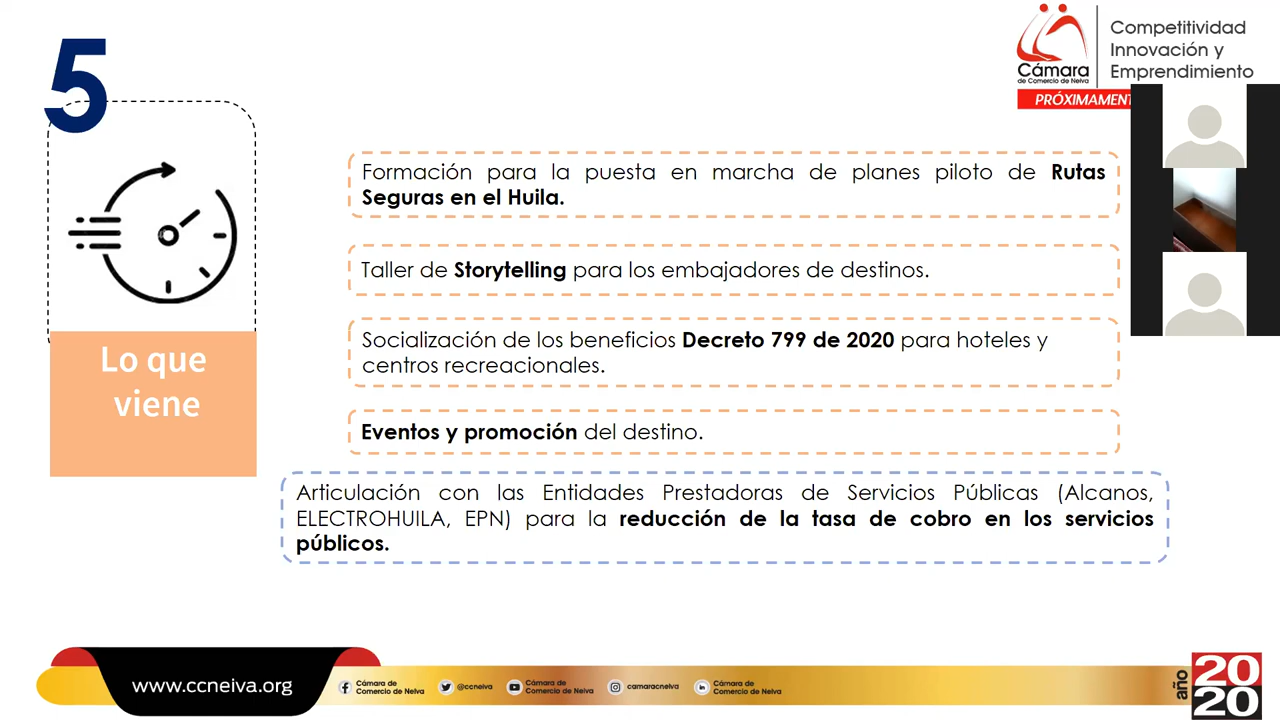 5
Cámara
de Comercio de Neiva
Competitividad
Innovación y
Emprendimiento
PRÓXIMAMENT
Formación para la puesta en marcha de planes piloto de Rutas
Seguras en el Huila.
Taller de Storytelling para los embajadores de destinos.
Socialización de los beneficios Decreto 799 de 2020 para hoteles y
centros recreacionales.
Lo que
viene
Eventos y promoción del destino.
Articulación con las Entidades Prestadoras de Servicios Públicas (Alcanos,
ELECTROHUILA, EPN) para la reducción de la tasa de cobro en los servicios
públicos.
www.ccneiva.org
Cámara de
Comercio de Neiva
@ccneiva
Cámara de
Comercio de Neiva
camaracneiva
Cámara de
Comercio de Neiva
año
20
20